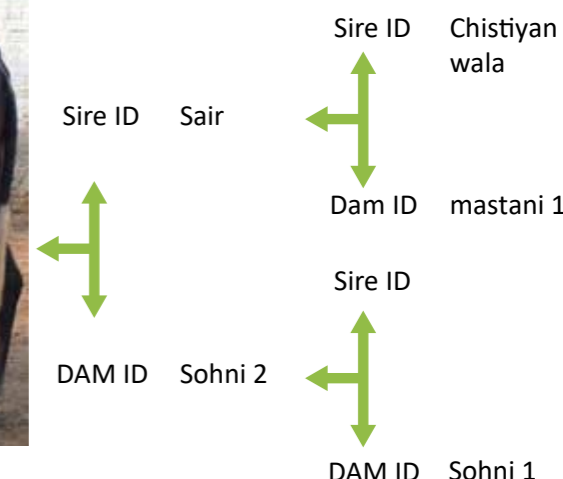 Sire ID Chistiyan
wala
Sire ID Sair
Dam ID mastani 1
Sire ID
DAM ID Sohni 2
DAM ID Sohni 1